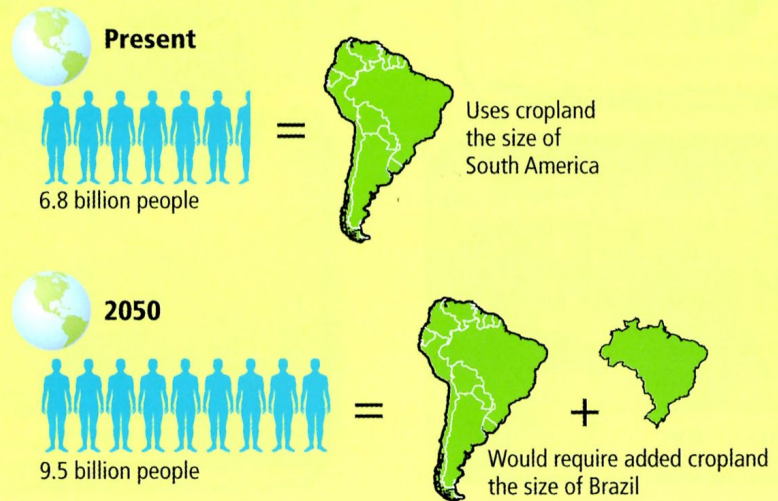 Present
=
Uses cropland
the size of
South America
6.8 billion people
2050
=
+
9.5 billion people
Would require added cropland
the size of Brazil